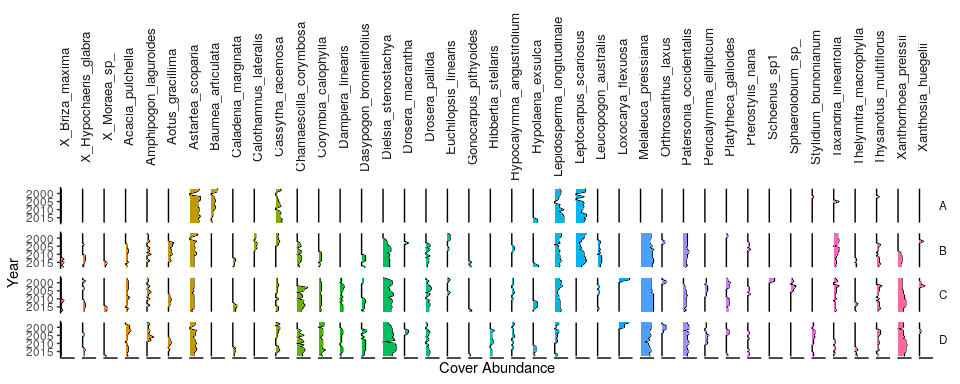 X_Briza_maxima
X_Hypochaeris_glabra
X_Moraea_sp_
Acacia_pulchella
Amphipogon_laguroides
Aotus_gracillima
Astartea_scoparia
Baumea_articulata
Caladenia_marginata
Calothamnus_lateralis
Cassytha_racemosa
Chamaescilla_corymbosa
Corymbia_calophylla
Dampiera_linearis
Dasypogon_bromeliifolius
Dielsia_stenostachya
Drosera_macrantha
Drosera_pallida
Euchilopsis_linearis
Gonocarpus_pithyoides
Hibbertia_stellaris
Hypocalymma_angustifolium
Hypolaena_exsulca
Lepidosperma_longitudinale
Leptocarpus_scariosus
Leucopogon_australis
Loxocarya_flexuosa
Melaleuca_preissiana
Orthrosanthus_laxus
Patersonia_occidentalis
Pericalymma_ellipticum
Platytheca_galioides
Pterostylis_nana
Schoenus_sp1
Sphaerolobium_sp_
Stylidium_brunonianum
Taxandria_linearifolia
Thelymitra_macrophylla
Thysanotus_multiflorus
Xanthorrhoea_preissii
Xanthosia_huegelii
2000
2005
2010
2015
A
2000
2005
2010
2015
B
Year
2000
2005
2010
2015
C
2000
2005
2010
2015
D
Cover Abundance